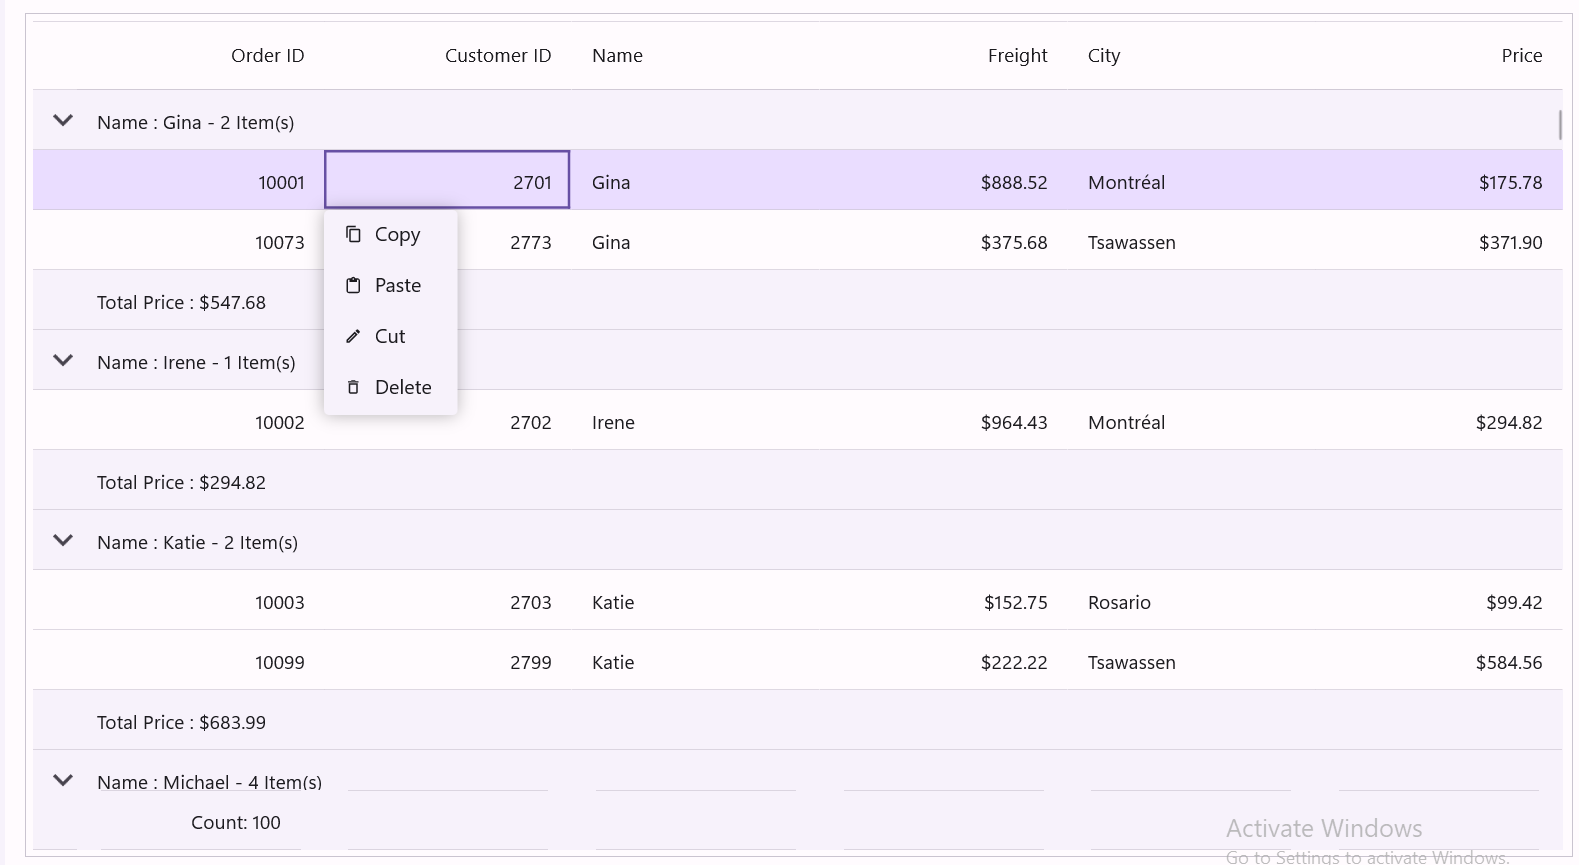 Order ID Customer ID Name Freight City Price
Name : Gina - 2 Item(s)
10001 2701 Gina $888.52 Montréal $175.78
Copy
10073 2773 Gina $375.68 Tsawassen $371.90
Paste
Total Price : $547.68
Cut
Name : Irene - 1 Item(s)
Delete
10002 2702 Irene $964.43 Montréal $294.82
Total Price : $294.82
Name : Katie - 2 Item(s)
10003 2703 Katie $152.75 Rosario $99.42
10099 2799 Katie $222.22 Tsawassen $584.56
Total Price : $683.99
Name : Michael - 4 Item(s)
Count: 100
Activate Windows
Go to Settings to activate Windows.